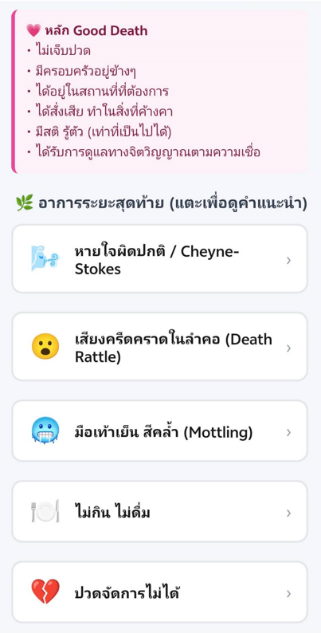 💗 หลัก Good Death
• ไม่เจ็บปวด
• มีครอบครัวอยู่ข้างๆ
• ได้อยู่ในสถานที่ที่ต้องการ
• ได้สั่งเสีย ทำในสิ่งที่ค้างคา
• มีสติ รู้ตัว (เท่าที่เป็นไปได้)
• ได้รับการดูแลทางจิตวิญญาณตามความเชื่อ
🌿 อาการระยะสุดท้าย (แตะเพื่อดูคำแนะนำ)
หายใจผิดปกติ / Cheyne-
Stokes
เสียงครืดคราดในลำคอ (Death
Rattle)
มือเท้าเย็น สีคล้ำ (Mottling)
ไม่กิน ไม่ดื่ม
ปวดจัดการไม่ได้